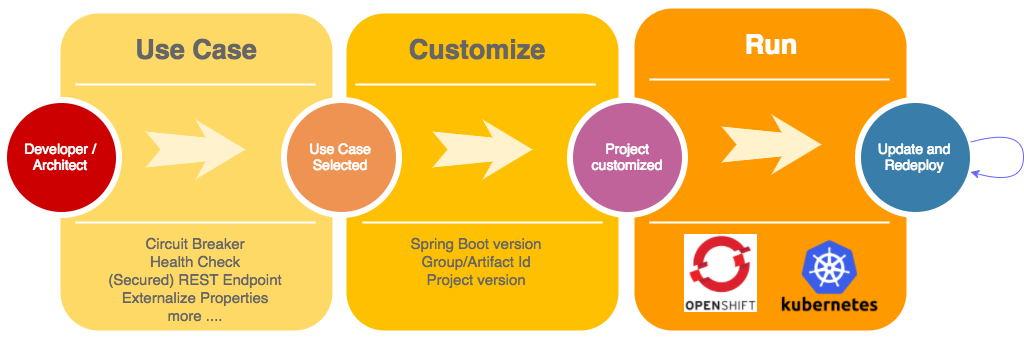 Use Case
Customize
Run
Developer /
Architect
Use Case
Selected
Project
customized
Update and
Redeploy
Circuit Breaker
Health Check
(Secured) REST Endpoint
Externalize Properties
more ....
Spring Boot version
Group/Artifact Id
Project version
OPENSHIFT
kubernetes